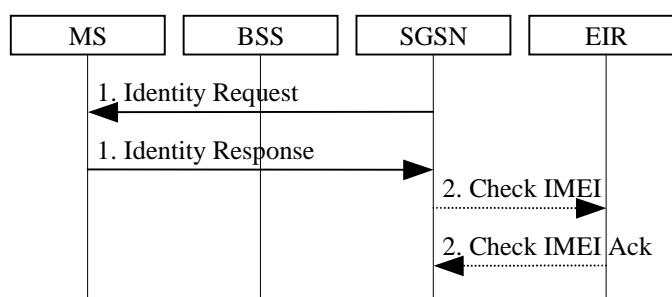 MS BSS SGSN EIR
1. Identity Request
1. Identity Response
2. Check IMEI
2. Check IMEI Ack